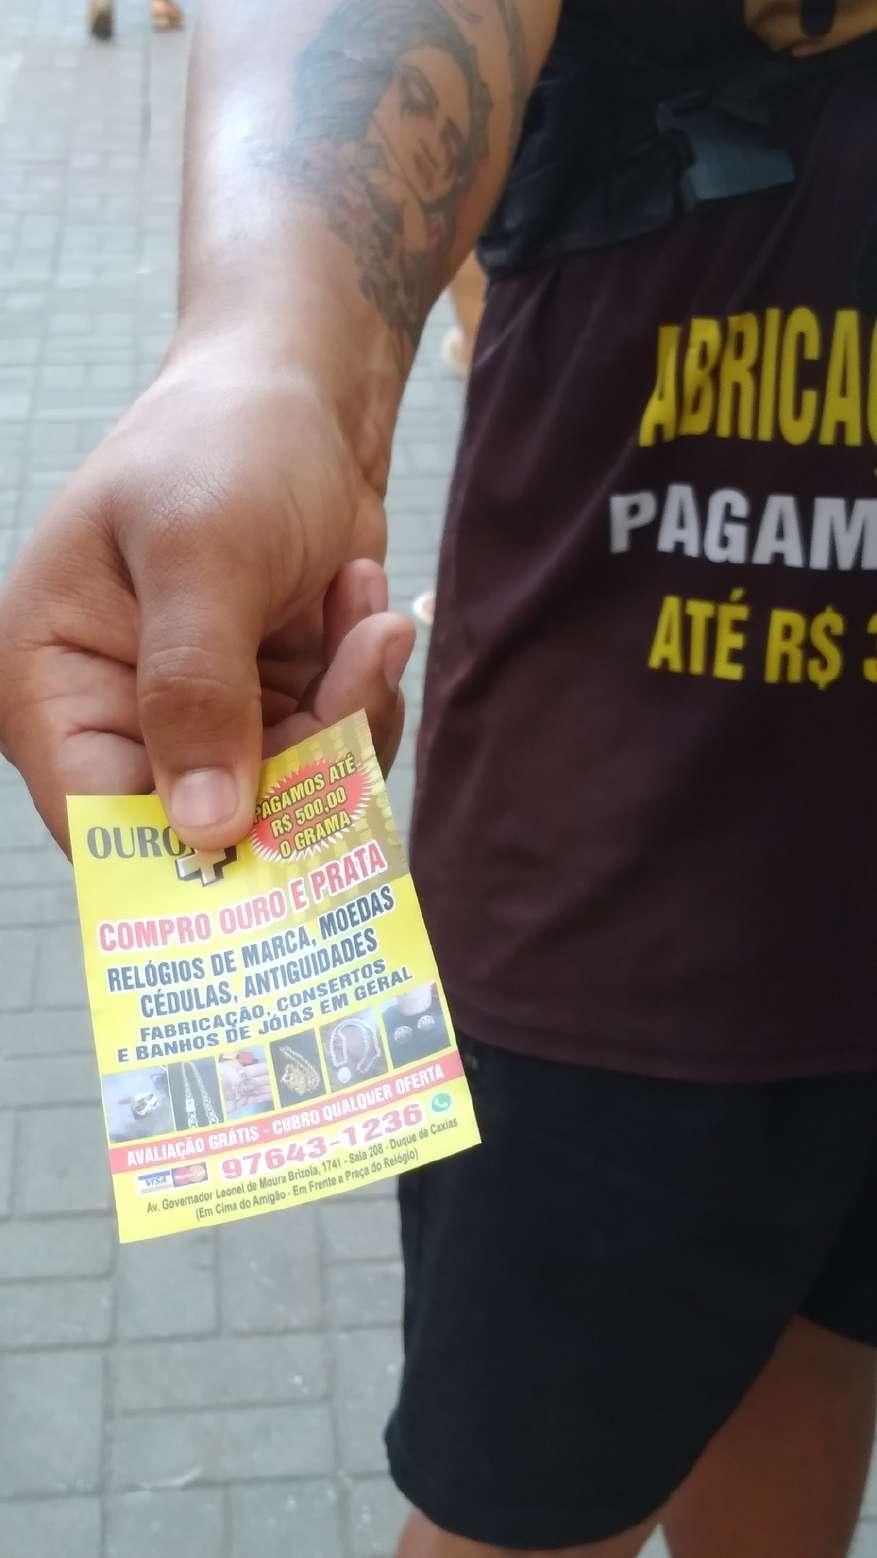 ABRICAÇ
PAGAM
ATÉ R$ 3
OURO
PAGAMOS ATÉ
R$ 500,00
O GRAMA
COMPRO OURO E PRATA
RELÓGIOS DE MARCA, MOEDAS
CÉDULAS, ANTIGUIDADES
FABRICAÇÃO, CONSERTOS
E BANHOS DE JÓIAS EM GERAL
AVALIAÇÃO GRÁTIS - CUBRO QUALQUER OFERTA
VISA MasterCard 97643-1236
Av. Governador Leonel de Moura Brizola, 1741 - Sala 208 - Duque de Caxias
(Em Cima do Amigão - Em Frente a Praça do Relógio)